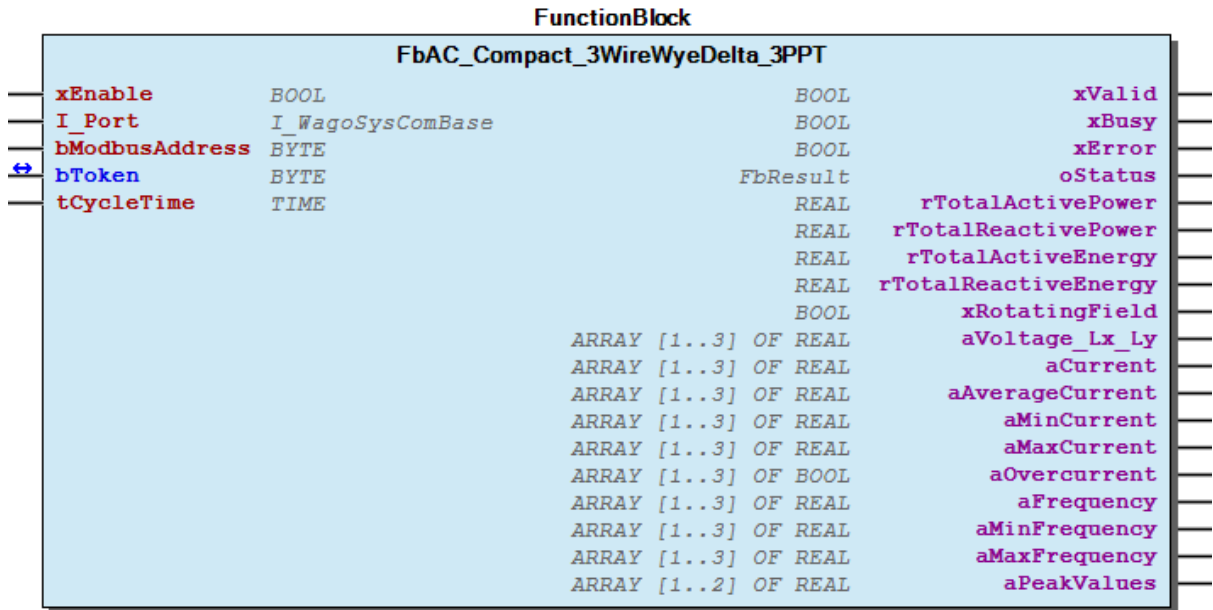 FunctionBlock
FbAC_Compact_3WireWyeDelta_3PPT
xEnable BOOL BOOL xValid
I_Port I_WagoSysComBase BOOL xBusy
bModbusAddress BYTE BOOL xError
↔ bToken BYTE FbResult oStatus
tCycleTime TIME REAL rTotalActivePower
REAL rTotalReactivePower
REAL rTotalActiveEnergy
REAL rTotalReactiveEnergy
BOOL xRotatingField
ARRAY [1..3] OF REAL aVoltage_Lx_Ly
ARRAY [1..3] OF REAL aCurrent
ARRAY [1..3] OF REAL aAverageCurrent
ARRAY [1..3] OF REAL aMinCurrent
ARRAY [1..3] OF REAL aMaxCurrent
ARRAY [1..3] OF BOOL aOvercurrent
ARRAY [1..3] OF REAL aFrequency
ARRAY [1..3] OF REAL aMinFrequency
ARRAY [1..3] OF REAL aMaxFrequency
ARRAY [1..2] OF REAL aPeakValues